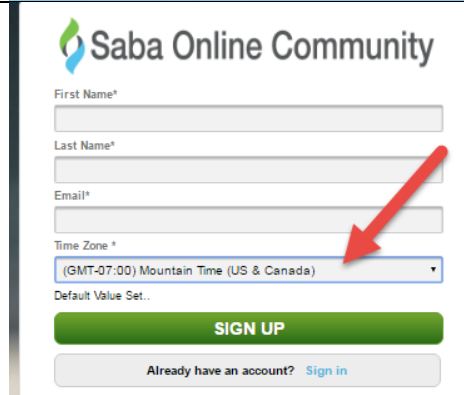 Saba Online Community
First Name*
Last Name*
Email*
Time Zone *
(GMT-07:00) Mountain Time (US & Canada)
Default Value Set..
SIGN UP
Already have an account? Sign in